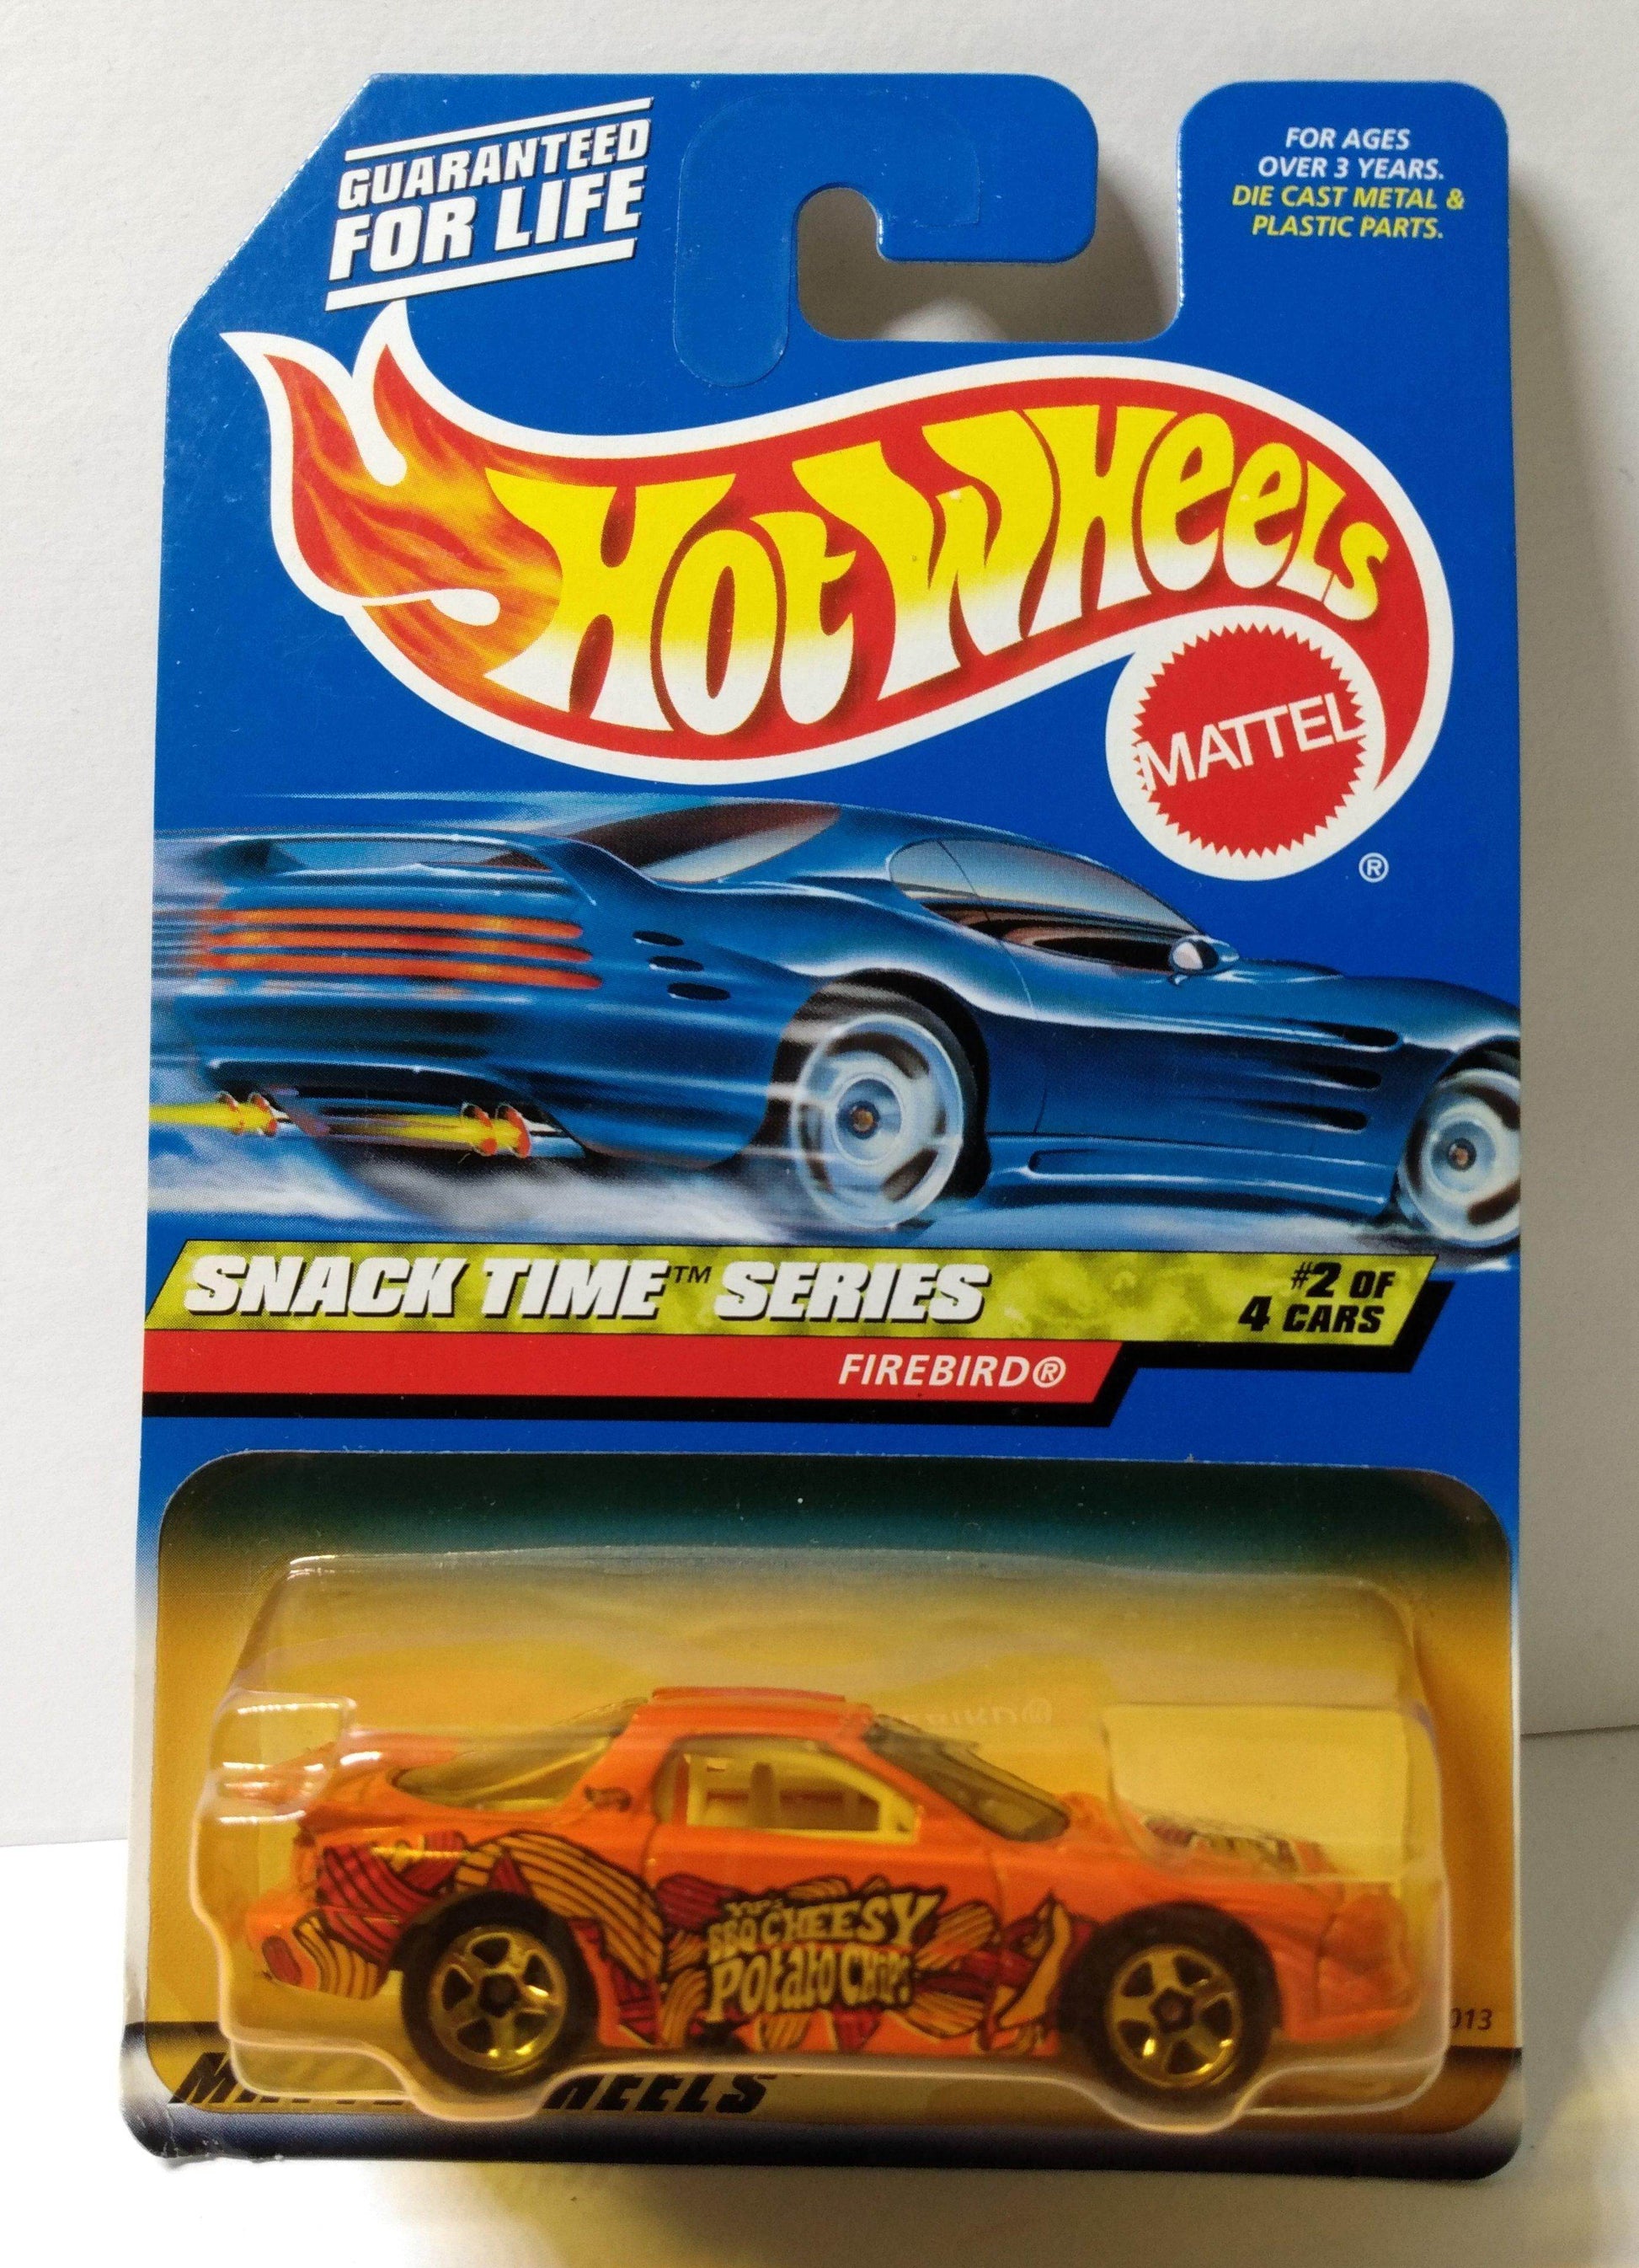 GUARANTEED
FOR LIFE
FOR AGES
OVER 3 YEARS.
DIE CAST METAL &
PLASTIC PARTS.
HOT WHEELS
MATTEL
®
SNACK TIME™ SERIES
#2 OF
4 CARS
FIREBIRD®
BBQ CHEESY
POtatO CHIPS
013